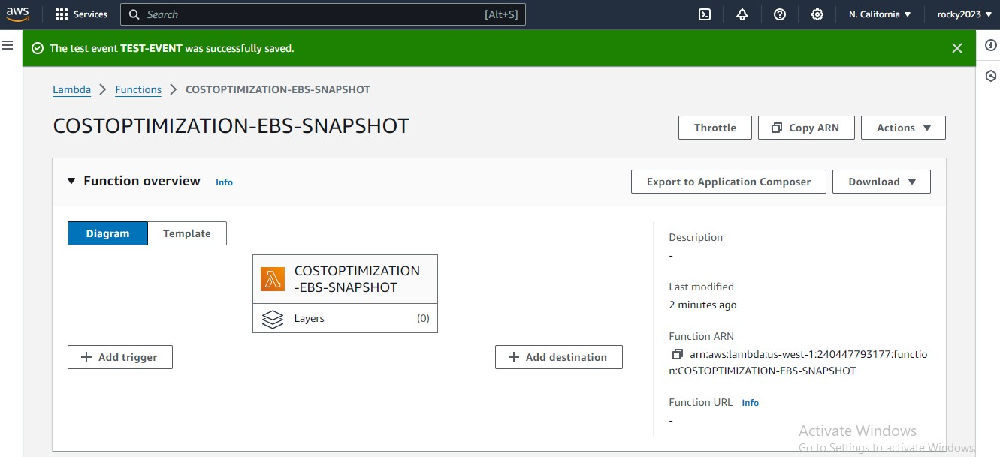 aws
Services
Search [Alt+S]
N. California
rocky2023
The test event TEST-EVENT was successfully saved.
Lambda
Functions
COSTOPTIMIZATION-EBS-SNAPSHOT
COSTOPTIMIZATION-EBS-SNAPSHOT
Throttle
Copy ARN
Actions
Function overview
Info
Export to Application Composer
Download
Diagram
Template
COSTOPTIMIZATION
-EBS-SNAPSHOT
Layers (0)
Add trigger
Add destination
Description
-
Last modified
2 minutes ago
Function ARN
arn:aws:lambda:us-west-1:240447793177:functio
n:COSTOPTIMIZATION-EBS-SNAPSHOT
Function URL Info
-
Activate Windows
Go to Settings to activate Windows.